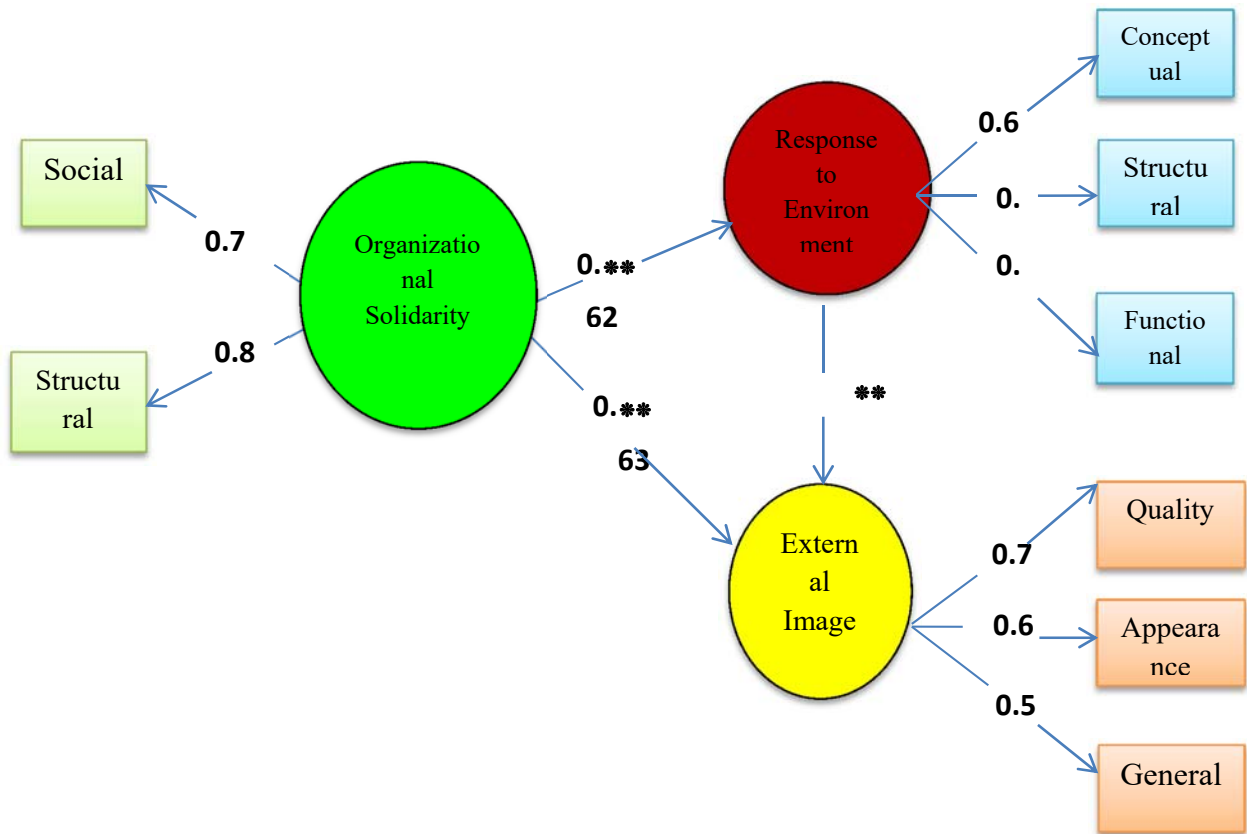 Concept
ual
Response
to
Environ
ment
0.6
Social
Structu
ral
0.
0.7
Organizatio
nal
Solidarity
0.**
62
0.
Functio
nal
0.8
Structu
ral
0.**
63
**
Quality
Extern
al
Image
0.7
0.6
Appeara
nce
0.5
General